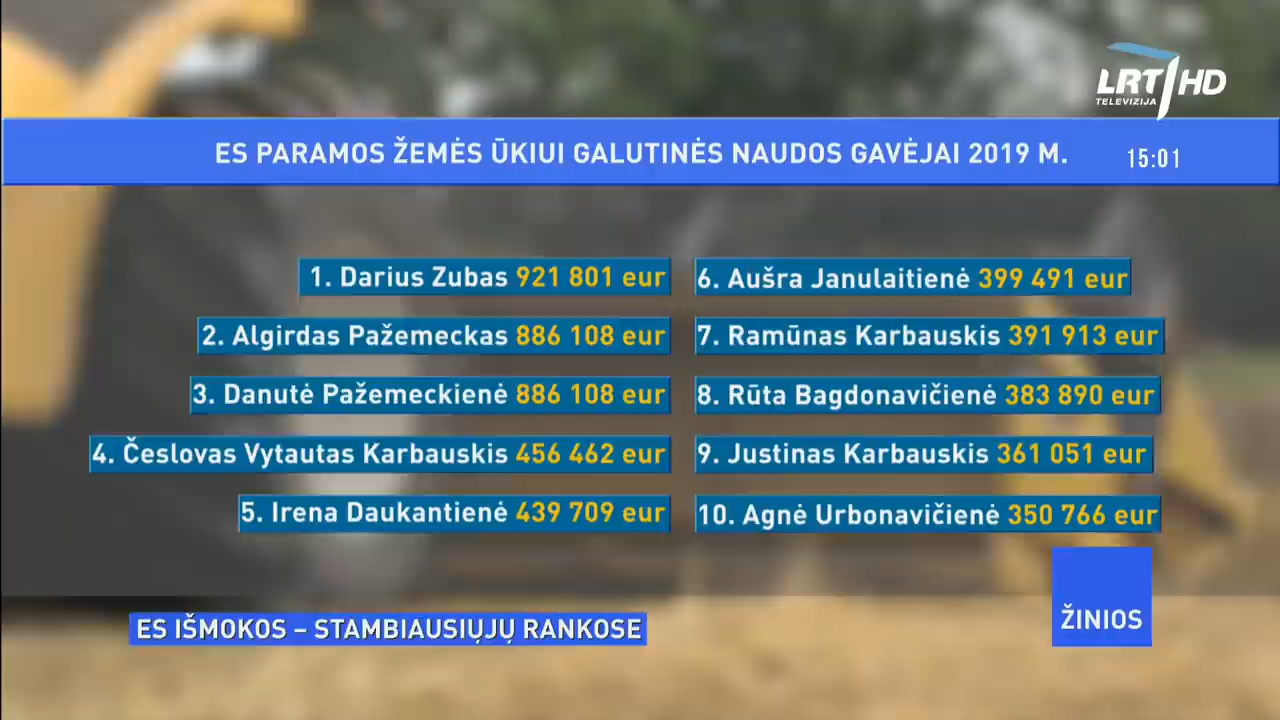 LRT HD
TELEVIZIJA
ES PARAMOS ŽEMĖS ŪKIUI GALUTINĖS NAUDOS GAVĖJAI 2019 M.
15:01
1. Darius Zubas 921 801 eur
2. Algirdas Pažemeckas 886 108 eur
3. Danutė Pažemeckienė 886 108 eur
4. Česlovas Vytautas Karbauskis 456 462 eur
5. Irena Daukantienė 439 709 eur
6. Aušra Janulaitienė 399 491 eur
7. Ramūnas Karbauskis 391 913 eur
8. Rūta Bagdonavičienė 383 890 eur
9. Justinas Karbauskis 361 051 eur
10. Agnė Urbonavičienė 350 766 eur
ES IŠMOKOS – STAMBIAUSIŲJŲ RANKOSE
ŽINIOS